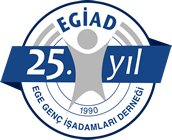 EGİAD
25. yıl
1990
EGE GENÇ İŞADAMLARI DERNEĞİ